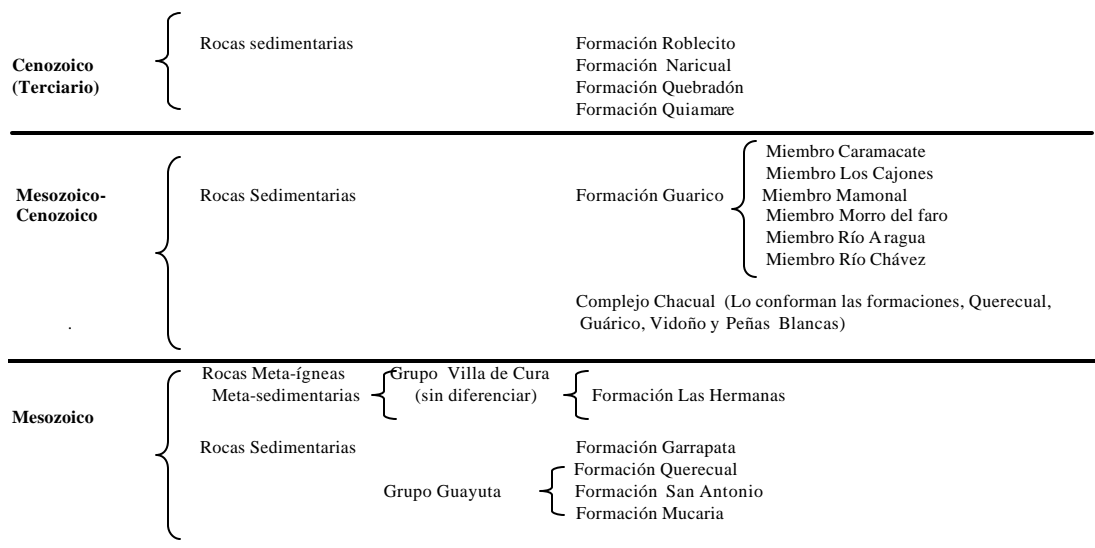 Rocas sedimentarias Formación Roblecito
Cenozoico Formación Naricual
(Terciario) Formación Quebradón
Formación Quiamare
Miembro Caramacate
Miembro Los Cajones
Mesozoico- Rocas Sedimentarias Formación Guarico Miembro Mamonal
Cenozoico Miembro Morro del faro
Miembro Río Aragua
Miembro Río Chávez
Complejo Chacual (Lo conforman las formaciones, Querecual,
Guárico, Vidoño y Peñas Blancas)
Rocas Meta-ígneas Grupo Villa de Cura
Meta-sedimentarias (sin diferenciar) Formación Las Hermanas
Mesozoico
Rocas Sedimentarias Formación Garrapata
Formación Querecual
Grupo Guayuta Formación San Antonio
Formación Mucaria